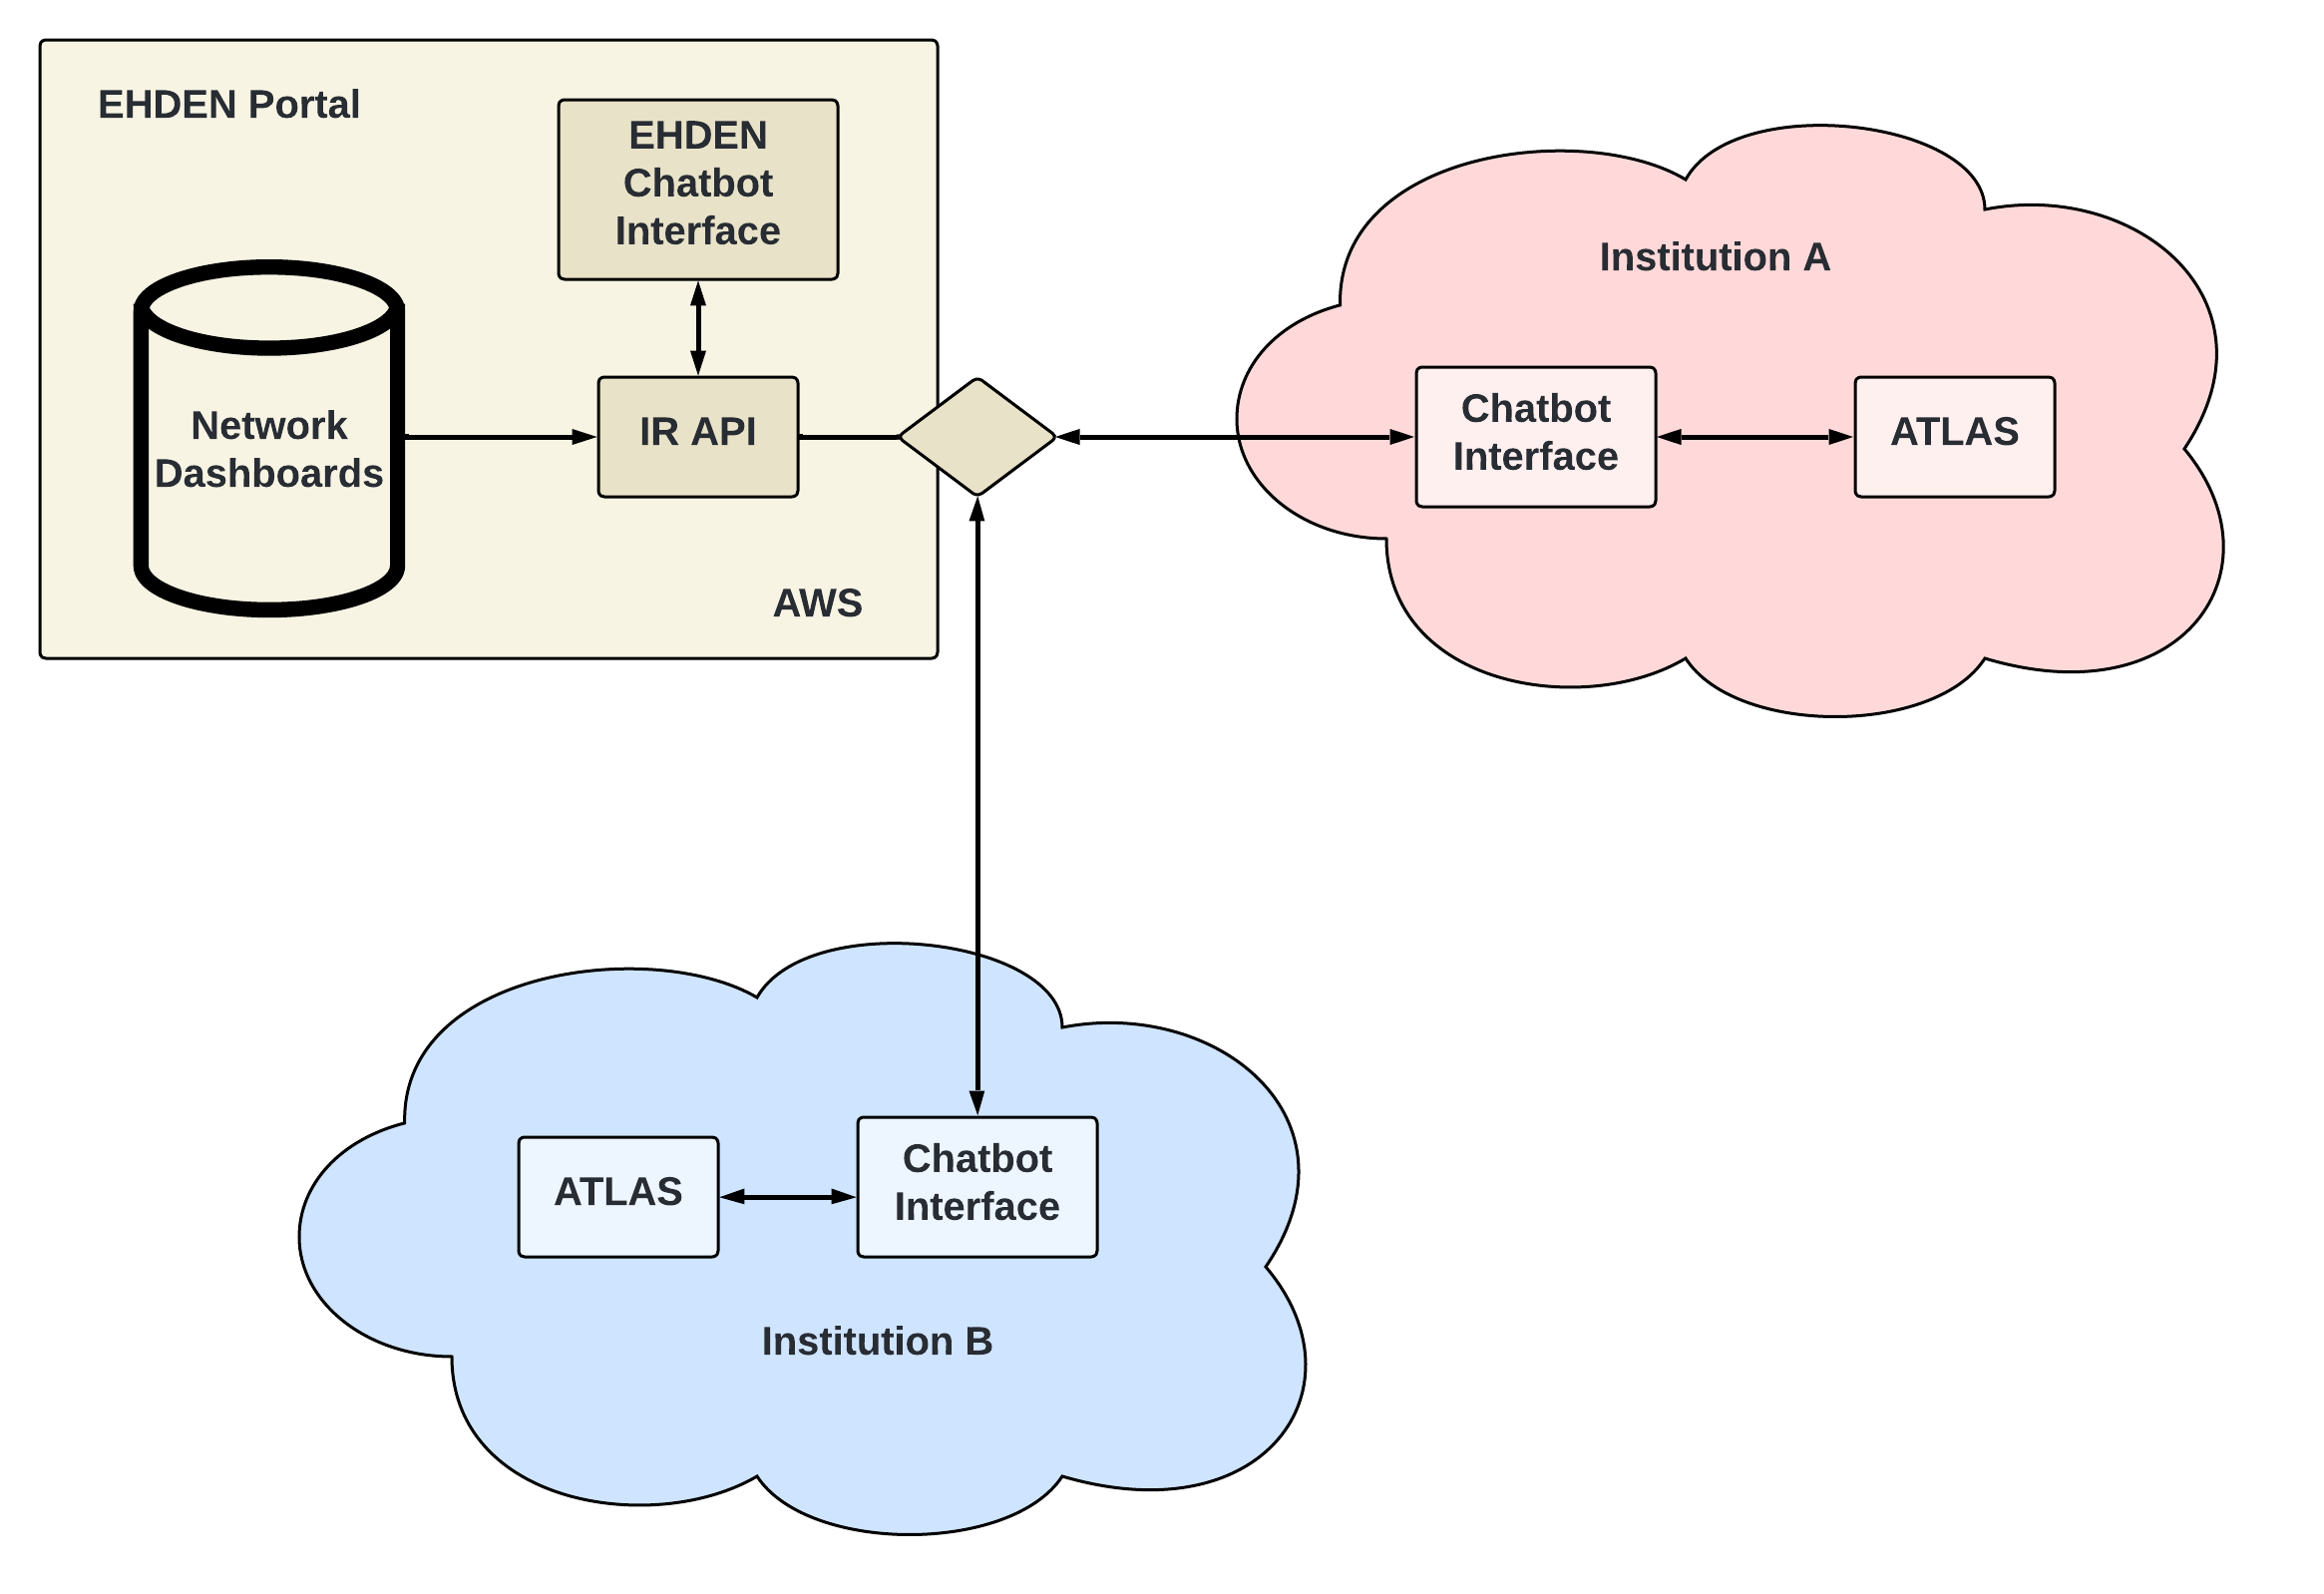 EHDEN Portal
EHDEN
Chatbot
Interface
Network
Dashboards
IR API
AWS
Institution A
Chatbot
Interface
ATLAS
ATLAS
Chatbot
Interface
Institution B